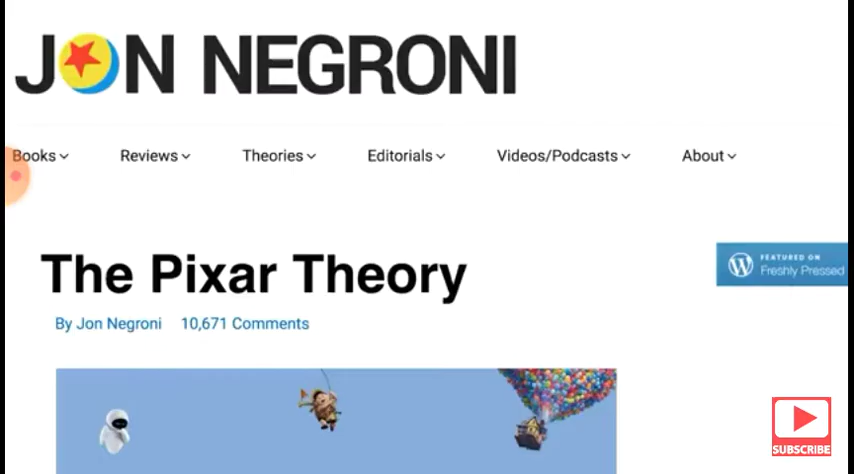 JON NEGRONI
Books Reviews Theories Editorials Videos/Podcasts About
The Pixar Theory
FEATURED ON
Freshly Pressed
By Jon Negroni 10,671 Comments
SUBSCRIBE